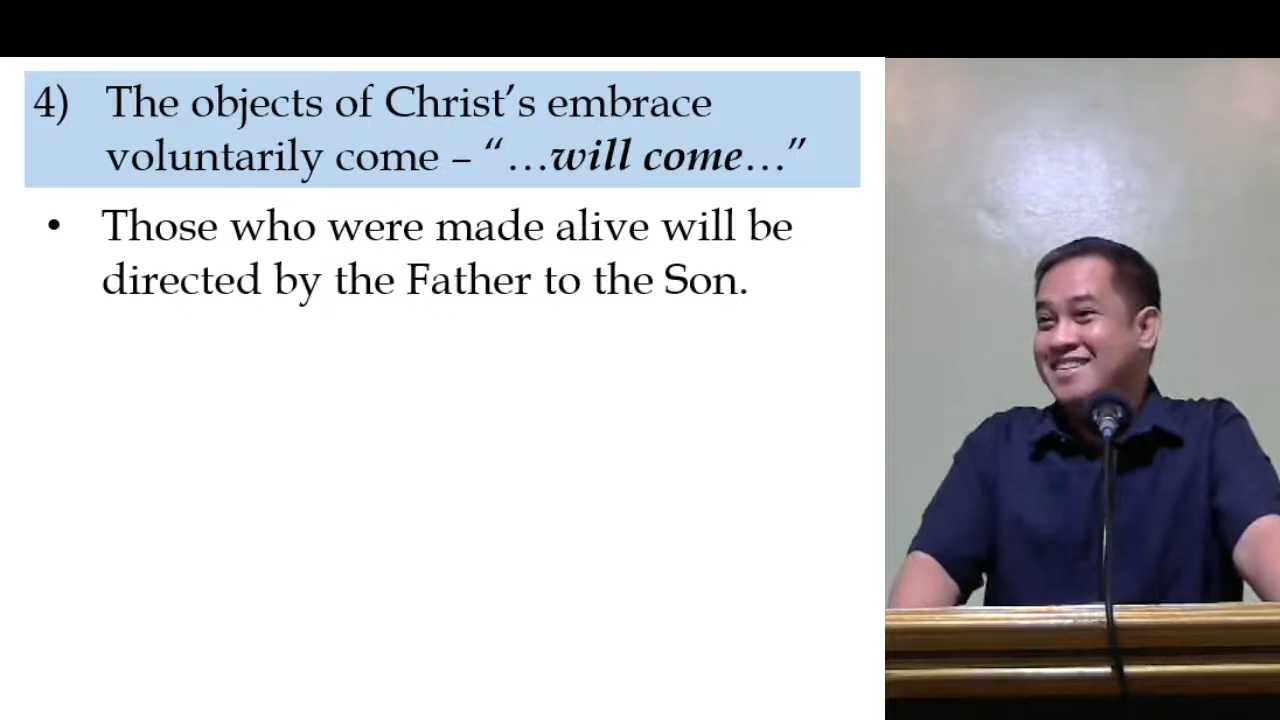 4) The objects of Christ's embrace
voluntarily come – “…will come…”
• Those who were made alive will be
directed by the Father to the Son.